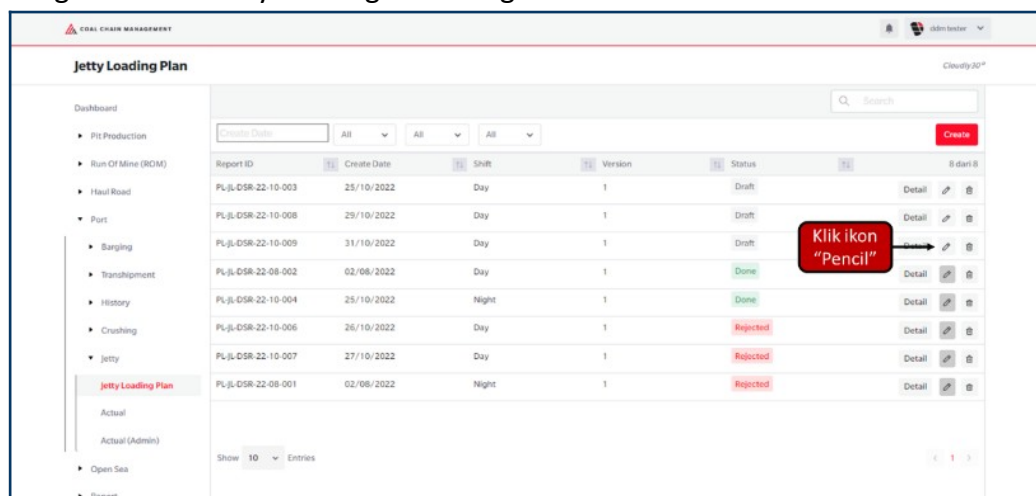 COAL CHAIN MANAGEMENT
ddm tester
Jetty Loading Plan
Cloudly30°
Dashboard
Search
Pit Production
Create Date
All
All
All
Create
Run Of Mine (ROM)
Report ID Create Date Shift Version Status 8 dari 8
Haul Road
PL-JL-DSR-22-10-003 25/10/2022 Day 1 Draft Detail
Port
PL-JL-DSR-22-10-008 29/10/2022 Day 1 Draft Detail
Barging
PL-JL-DSR-22-10-009 31/10/2022 Day 1 Draft
Klik ikon
"Pencil"
Transhipment
PL-JL-DSR-22-08-002 02/08/2022 Day 1 Done Detail
History
PL-JL-DSR-22-10-004 25/10/2022 Night 1 Done Detail
Crushing
PL-JL-DSR-22-10-006 26/10/2022 Day 1 Rejected Detail
Jetty
PL-JL-DSR-22-10-007 27/10/2022 Day 1 Rejected Detail
Jetty Loading Plan
PL-JL-DSR-22-08-001 02/08/2022 Night 1 Rejected Detail
Actual
Actual (Admin)
Show 10 Entries
1
Open Sea